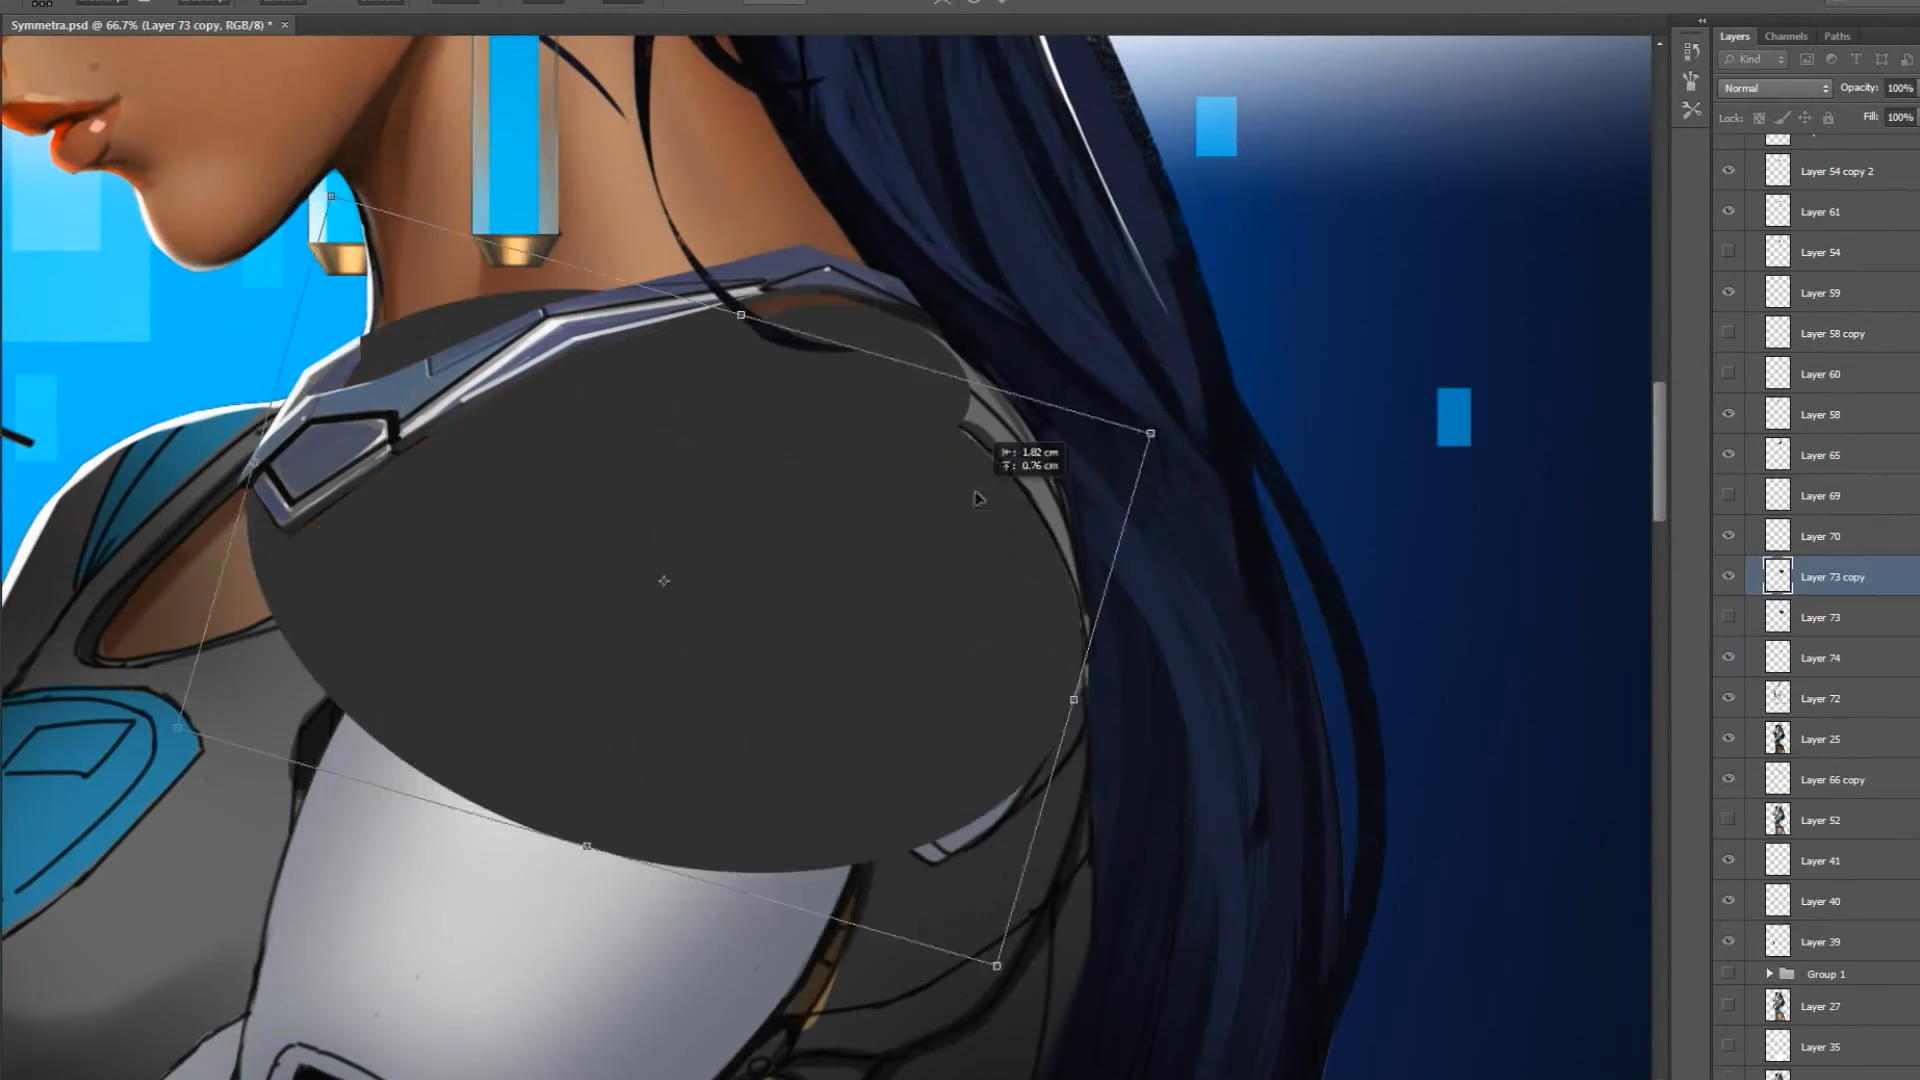 Symmetra.psd @ 66.7% (Layer 73 copy, RGB/8) * ×
Layers Channels Paths
Kind
Normal Opacity: 100%
Lock: Fill: 100%
Layer 54 copy 2
Layer 61
Layer 54
Layer 59
Layer 58 copy
Layer 60
Layer 58
Layer 65
Layer 69
Layer 70
Layer 73 copy
Layer 73
Layer 74
Layer 72
Layer 25
Layer 66 copy
Layer 52
Layer 41
Layer 40
Layer 39
Group 1
Layer 27
Layer 35
: 1.82 cm
: 0.76 cm